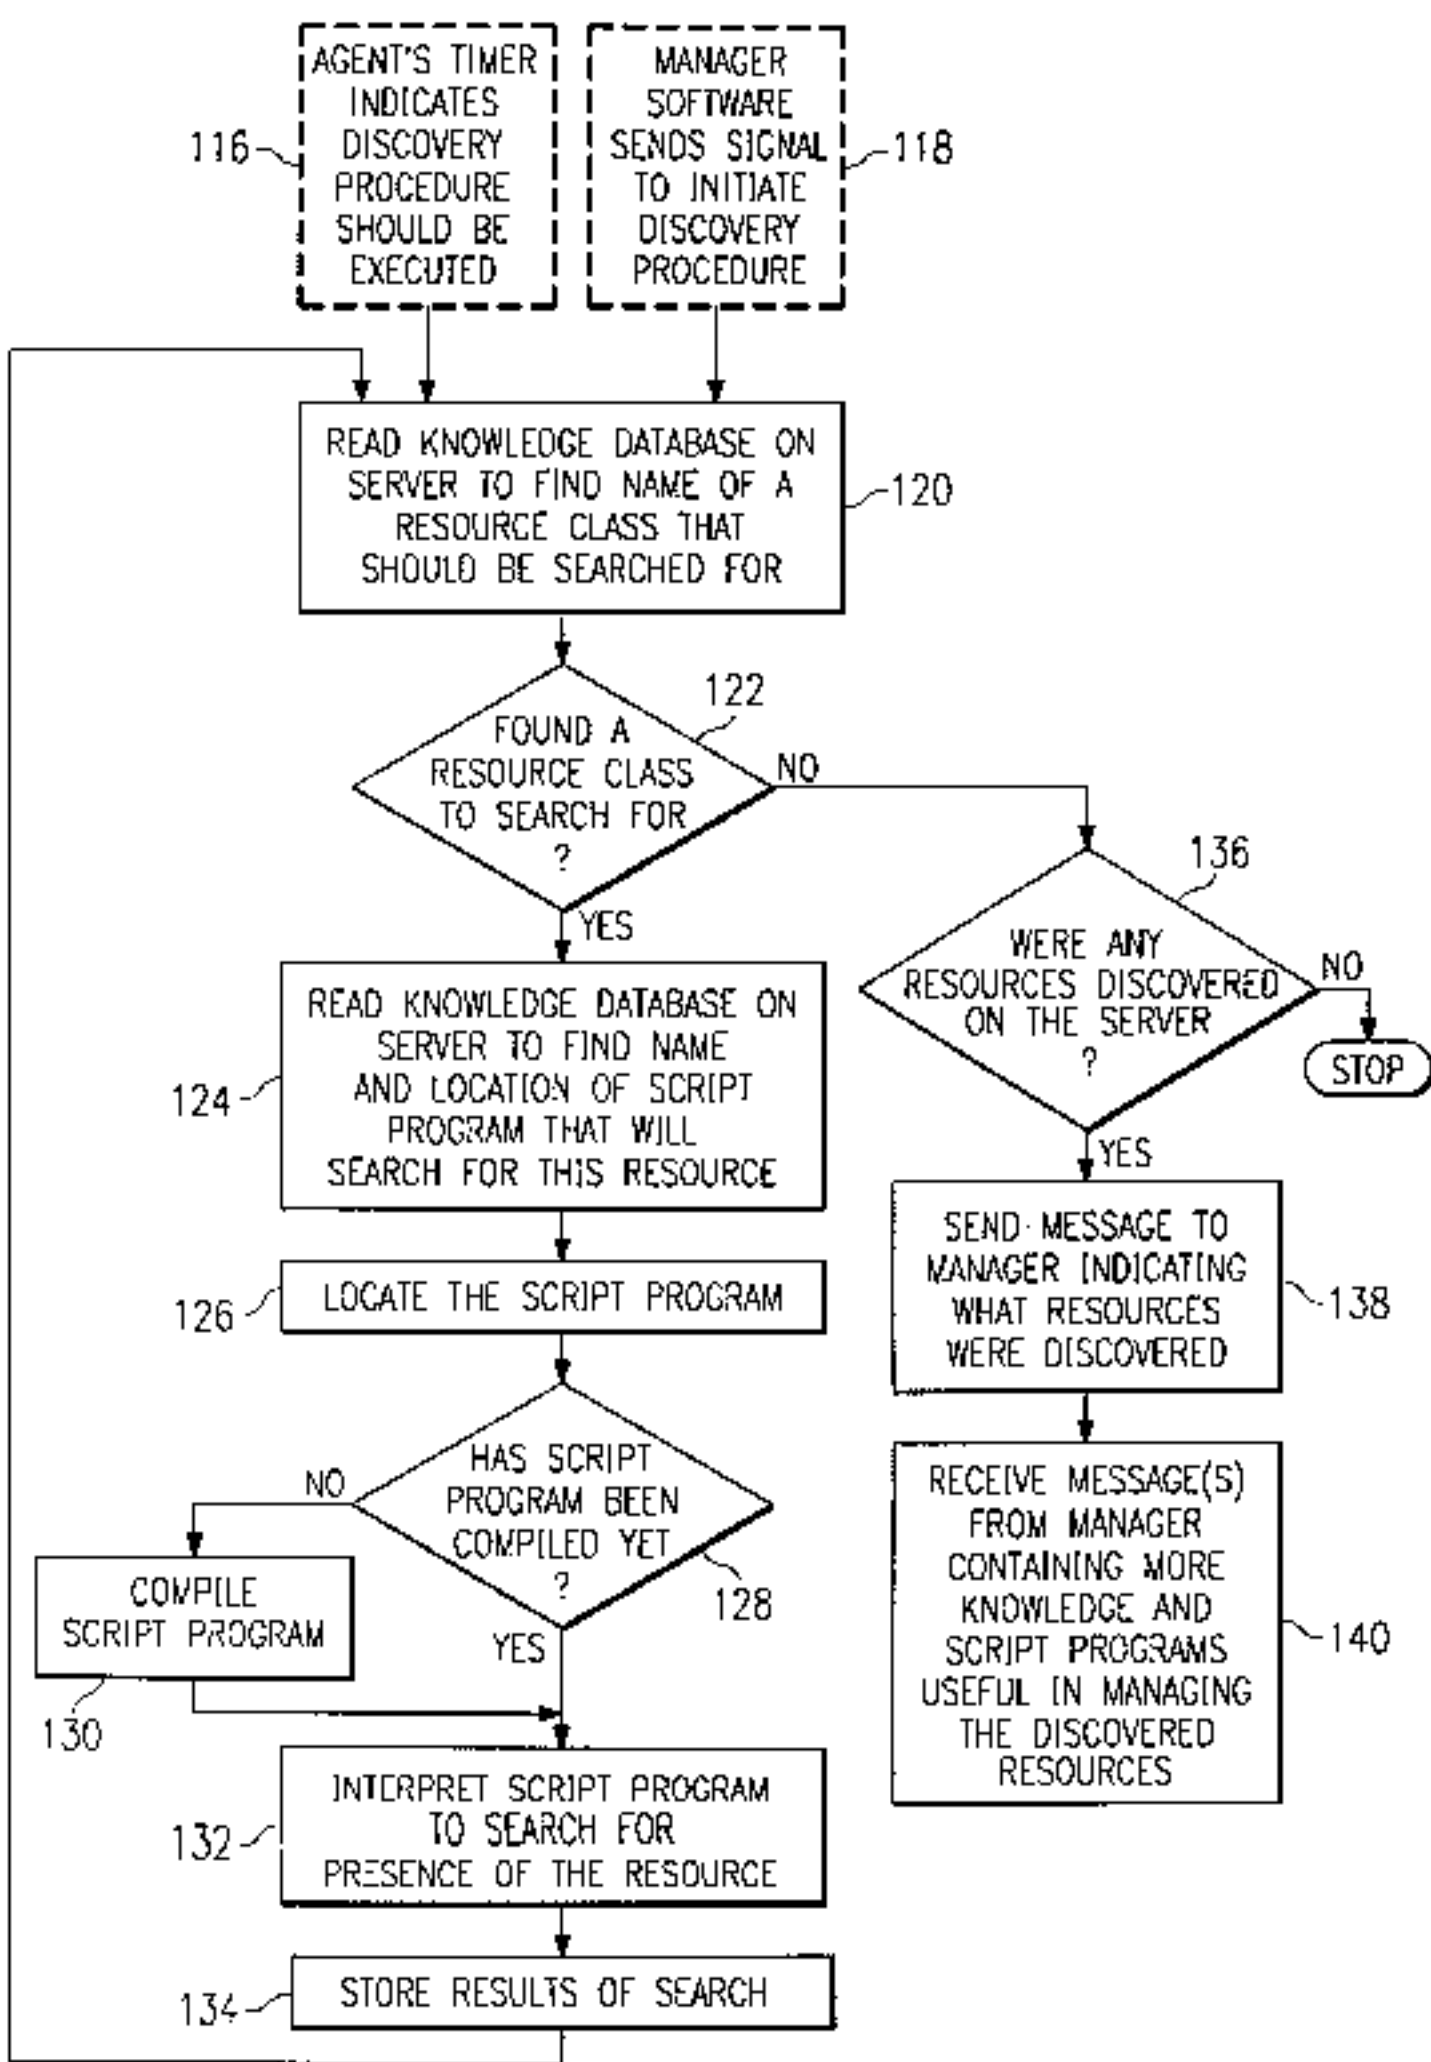 AGENT'S TIMER
INDICATES
DISCOVERY
PROCEDURE
SHOULD BE
EXECUTED
116
MANAGER
SOFTWARE
SENDS SIGNAL
TO INITIATE
DISCOVERY
PROCEDURE
118
READ KNOWLEDGE DATABASE ON
SERVER TO FIND NAME OF A
RESOURCE CLASS THAT
SHOULD BE SEARCHED FOR
120
122
FOUND A
RESOURCE CLASS
TO SEARCH FOR
?
NO
YES
136
WERE ANY
RESOURCES DISCOVERED
ON THE SERVER
?
NO
STOP
YES
READ KNOWLEDGE DATABASE ON
SERVER TO FIND NAME
AND LOCATION OF SCRIPT
PROGRAM THAT WILL
SEARCH FOR THIS RESOURCE
124
SEND MESSAGE TO
MANAGER INDICATING
WHAT RESOURCES
WERE DISCOVERED
138
LOCATE THE SCRIPT PROGRAM
126
HAS SCRIPT
PROGRAM BEEN
COMPILED YET
?
128
NO
YES
COMPILE
SCRIPT PROGRAM
130
RECEIVE MESSAGE(S)
FROM MANAGER
CONTAINING MORE
KNOWLEDGE AND
SCRIPT PROGRAMS
USEFUL IN MANAGING
THE DISCOVERED
RESOURCES
140
INTERPRET SCRIPT PROGRAM
TO SEARCH FOR
PRESENCE OF THE RESOURCE
132
STORE RESULTS OF SEARCH
134